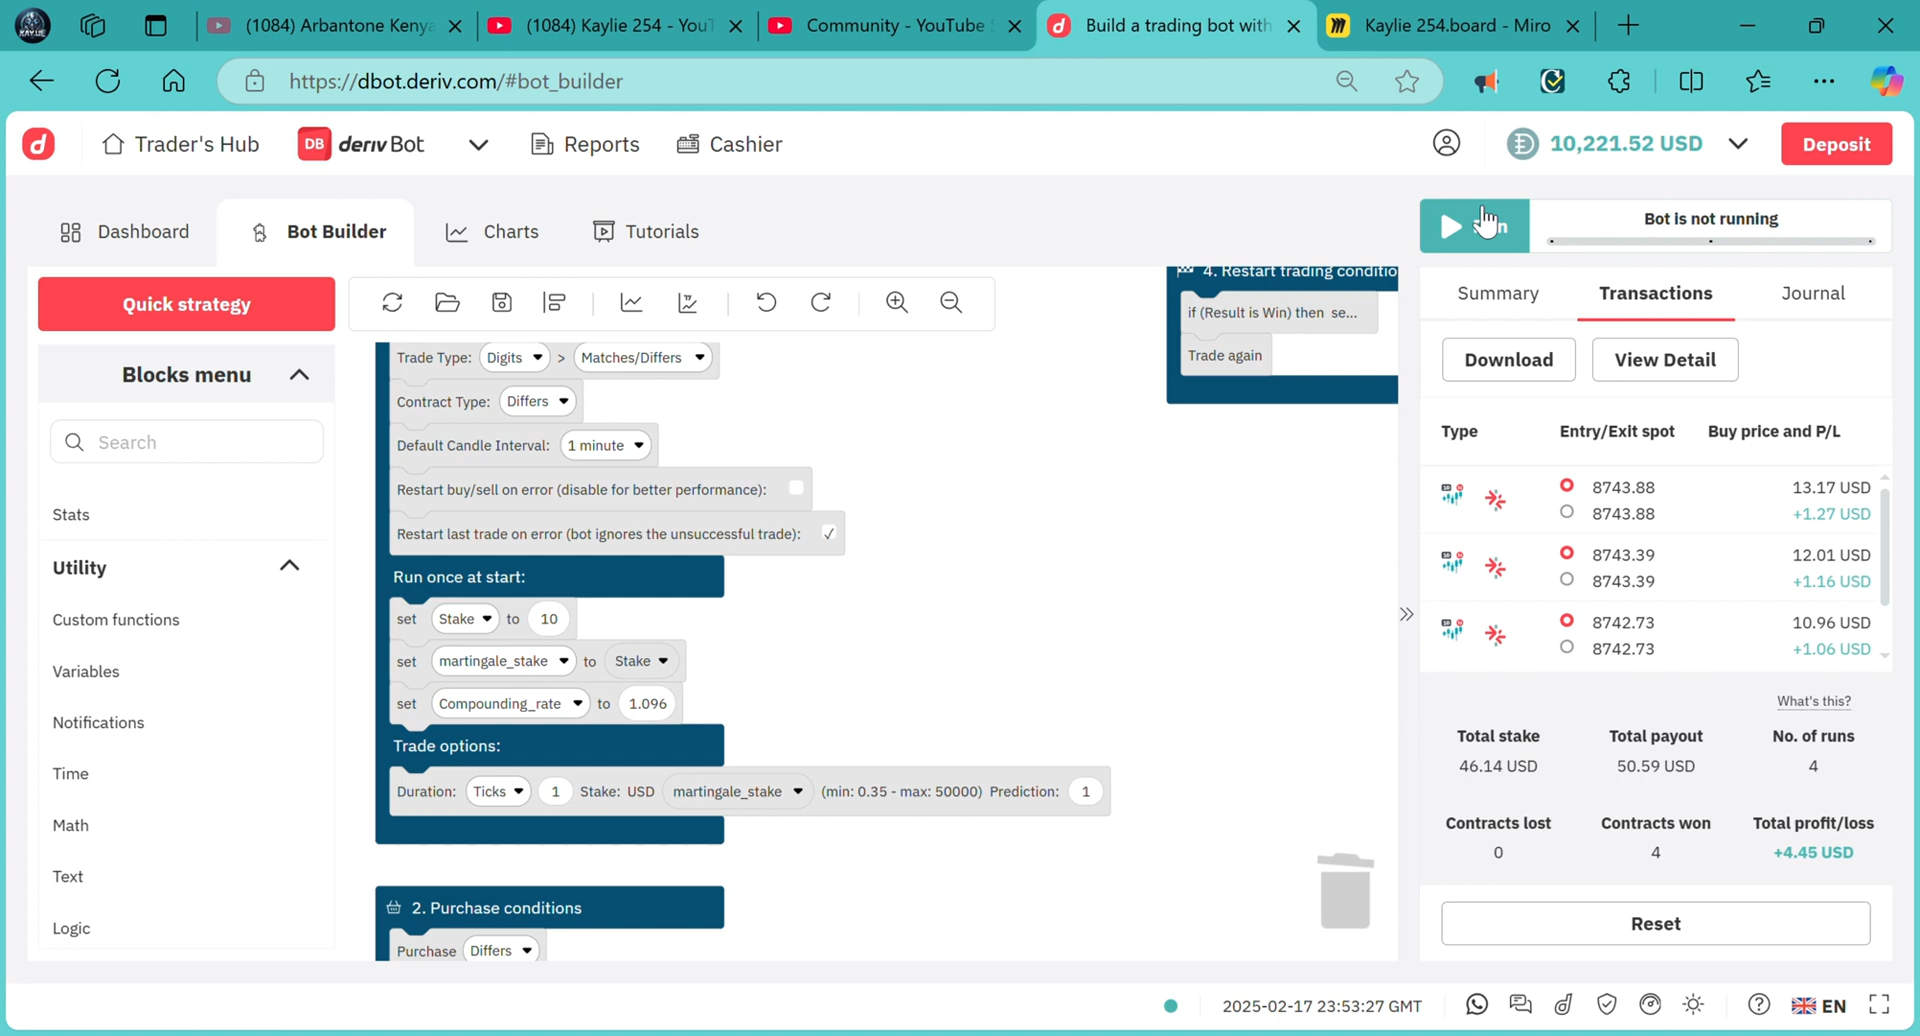 (1084) Arbantone Kenya
(1084) Kaylie 254 - YouT
Community - YouTube S
Build a trading bot with
Kaylie 254.board - Miro
https://dbot.deriv.com/#bot_builder
Trader's Hub
DB deriv Bot
Reports
Cashier
10,221.52 USD
Deposit
Dashboard
Bot Builder
Charts
Tutorials
Bot is not running
Quick strategy
Blocks menu
Search
Stats
Utility
Custom functions
Variables
Notifications
Time
Math
Text
Logic
Trade Type: Digits > Matches/Differs
Contract Type: Differs
Default Candle Interval: 1 minute
Restart buy/sell on error (disable for better performance):
Restart last trade on error (bot ignores the unsuccessful trade): ✓
Run once at start:
set Stake to 10
set martingale_stake to Stake
set Compounding_rate to 1.096
Trade options:
Duration: Ticks 1 Stake: USD martingale_stake (min: 0.35 - max: 50000) Prediction: 1
2. Purchase conditions
Purchase Differs
4. Restart trading conditio
if (Result is Win) then se...
Trade again
Summary
Transactions
Journal
Download
View Detail
Type Entry/Exit spot Buy price and P/L
8743.88 13.17 USD
8743.88 +1.27 USD
8743.39 12.01 USD
8743.39 +1.16 USD
8742.73 10.96 USD
8742.73 +1.06 USD
What's this?
Total stake Total payout No. of runs
46.14 USD 50.59 USD 4
Contracts lost Contracts won Total profit/loss
0 4 +4.45 USD
Reset
2025-02-17 23:53:27 GMT
EN